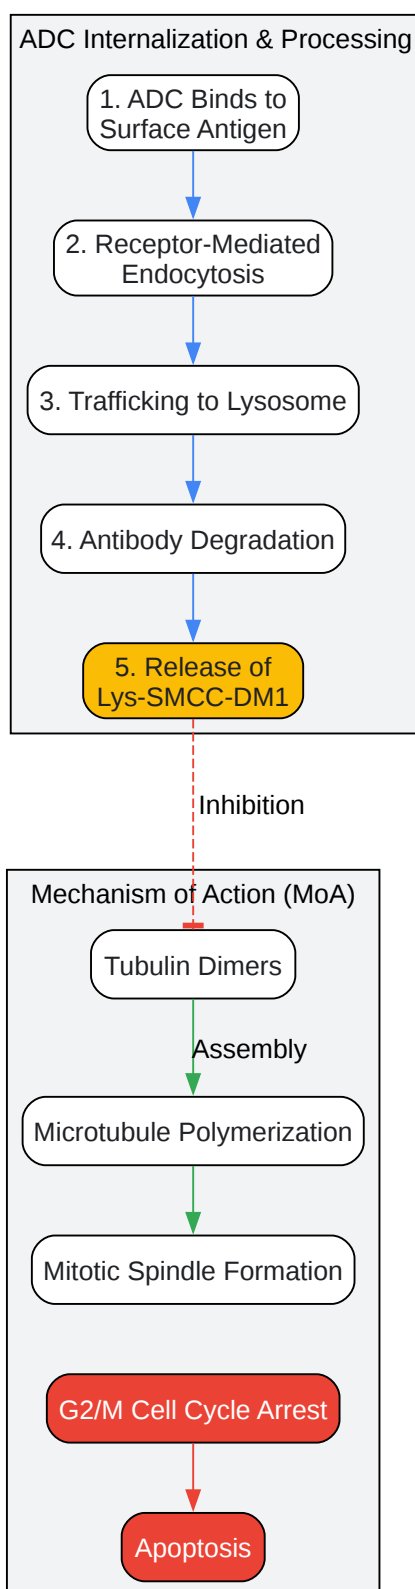 ADC Internalization & Processing
1. ADC Binds to
Surface Antigen
2. Receptor-Mediated
Endocytosis
3. Trafficking to Lysosome
4. Antibody Degradation
5. Release of
Lys-SMCC-DM1
Inhibition
Mechanism of Action (MoA)
Tubulin Dimers
Assembly
Microtubule Polymerization
Mitotic Spindle Formation
G2/M Cell Cycle Arrest
Apoptosis